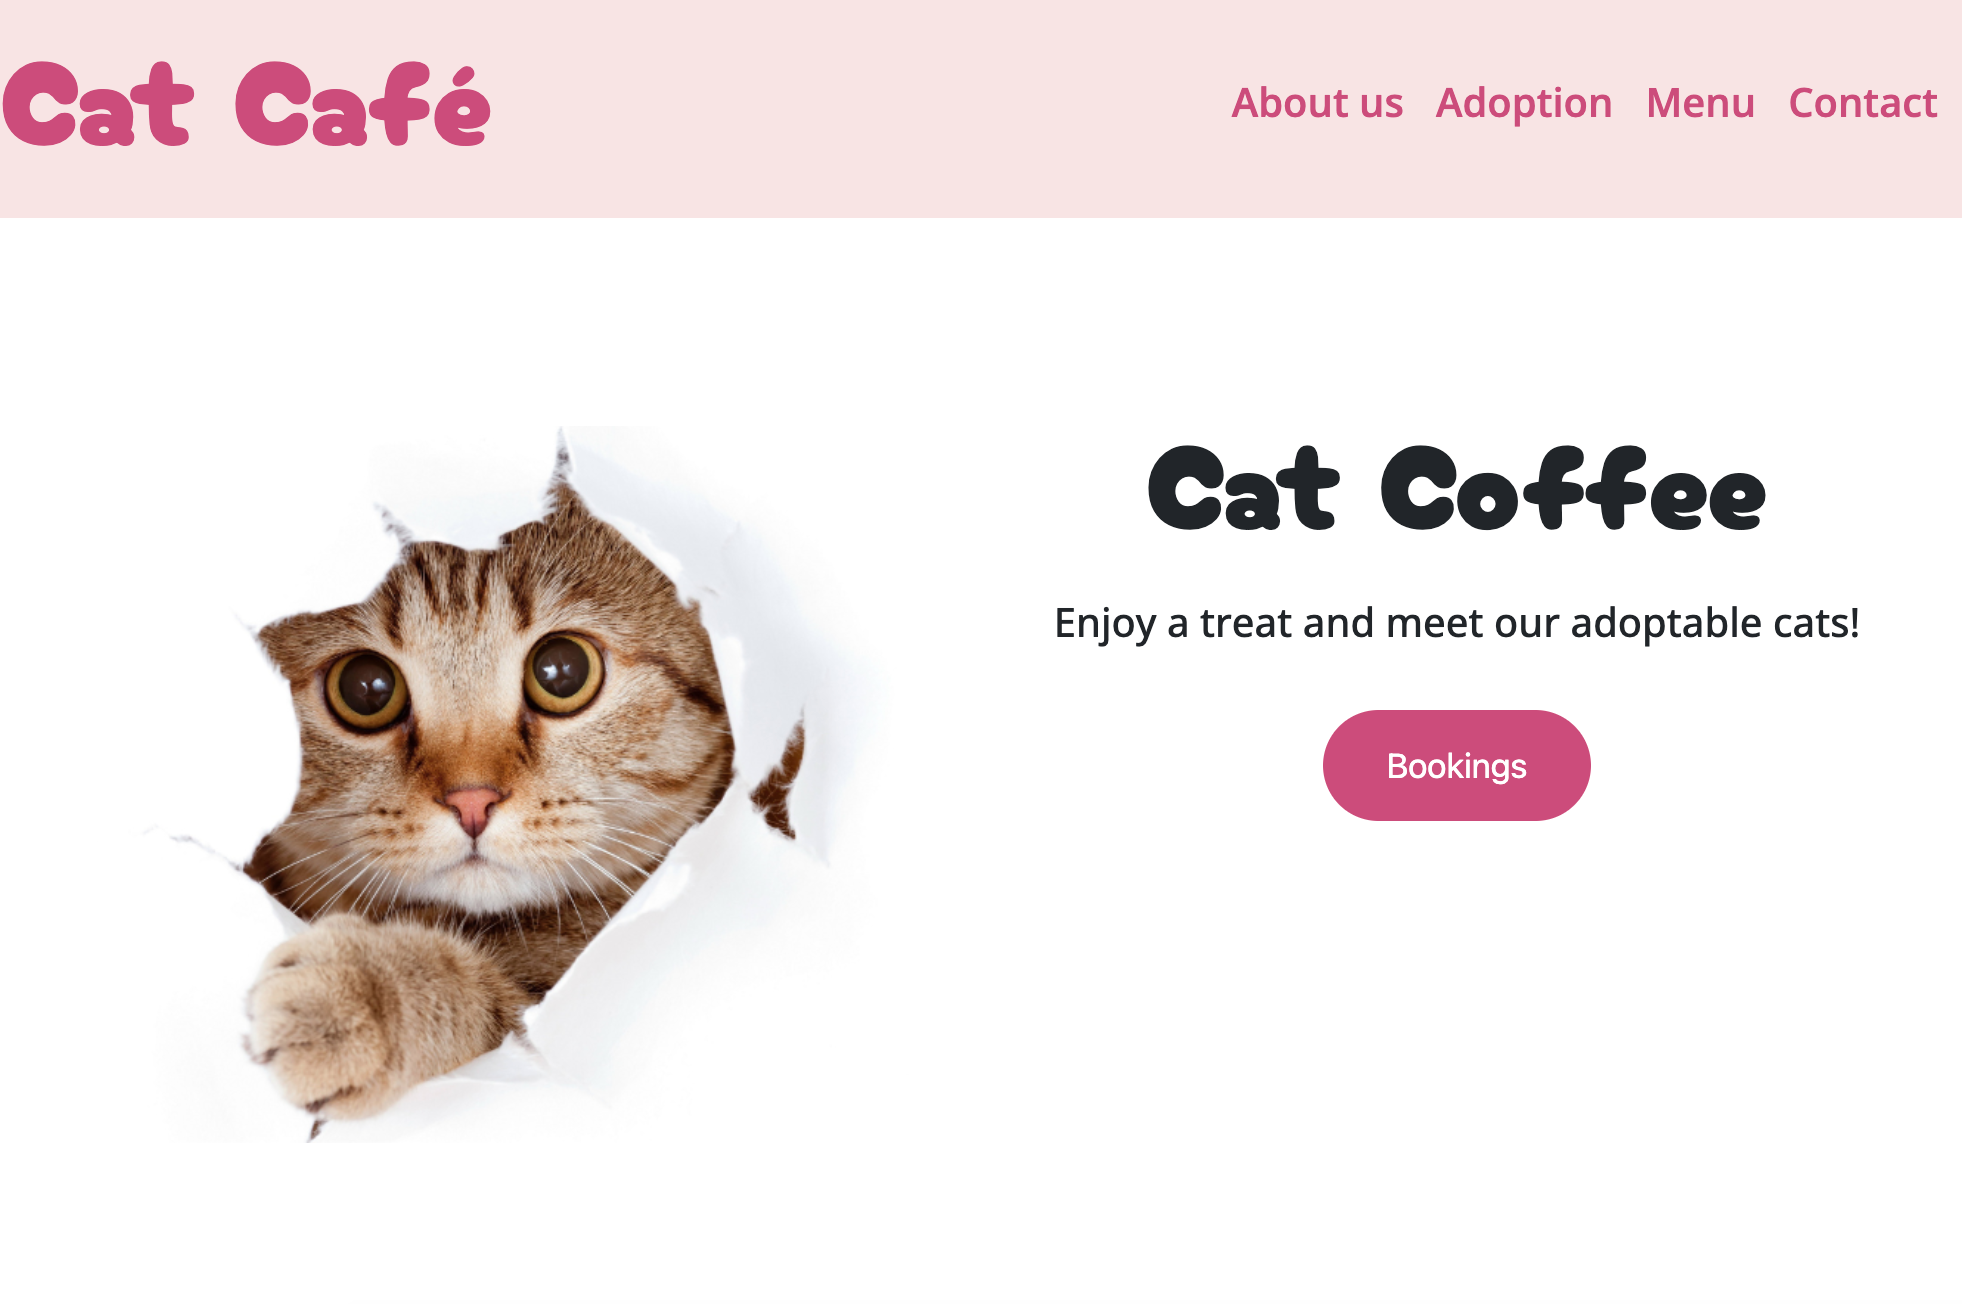 Cat Café
About us Adoption Menu Contact
Cat Coffee
Enjoy a treat and meet our adoptable cats!
Bookings